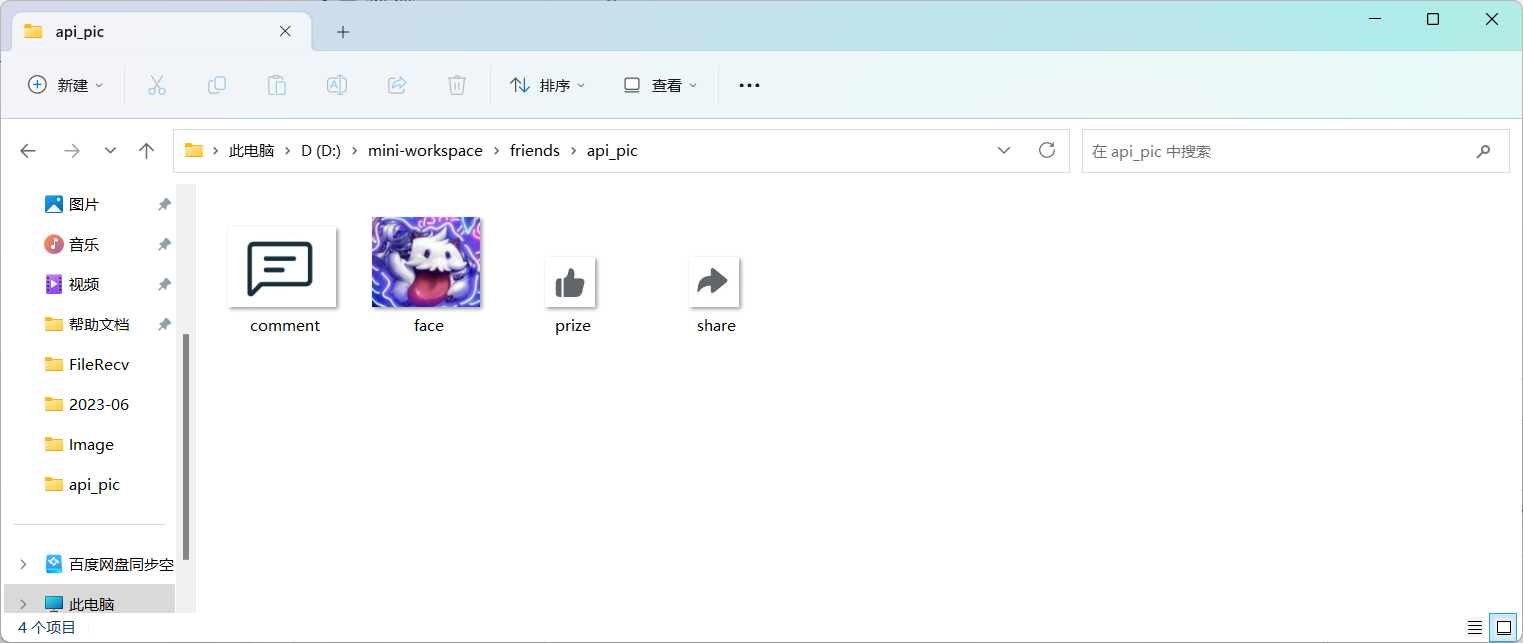 api_pic
新建
排序
查看
此电脑
D (D:)
mini-workspace
friends
api_pic
在 api_pic 中搜索
图片
音乐
视频
帮助文档
FileRecv
2023-06
Image
api_pic
百度网盘同步空
此电脑
comment
face
prize
share
4 个项目